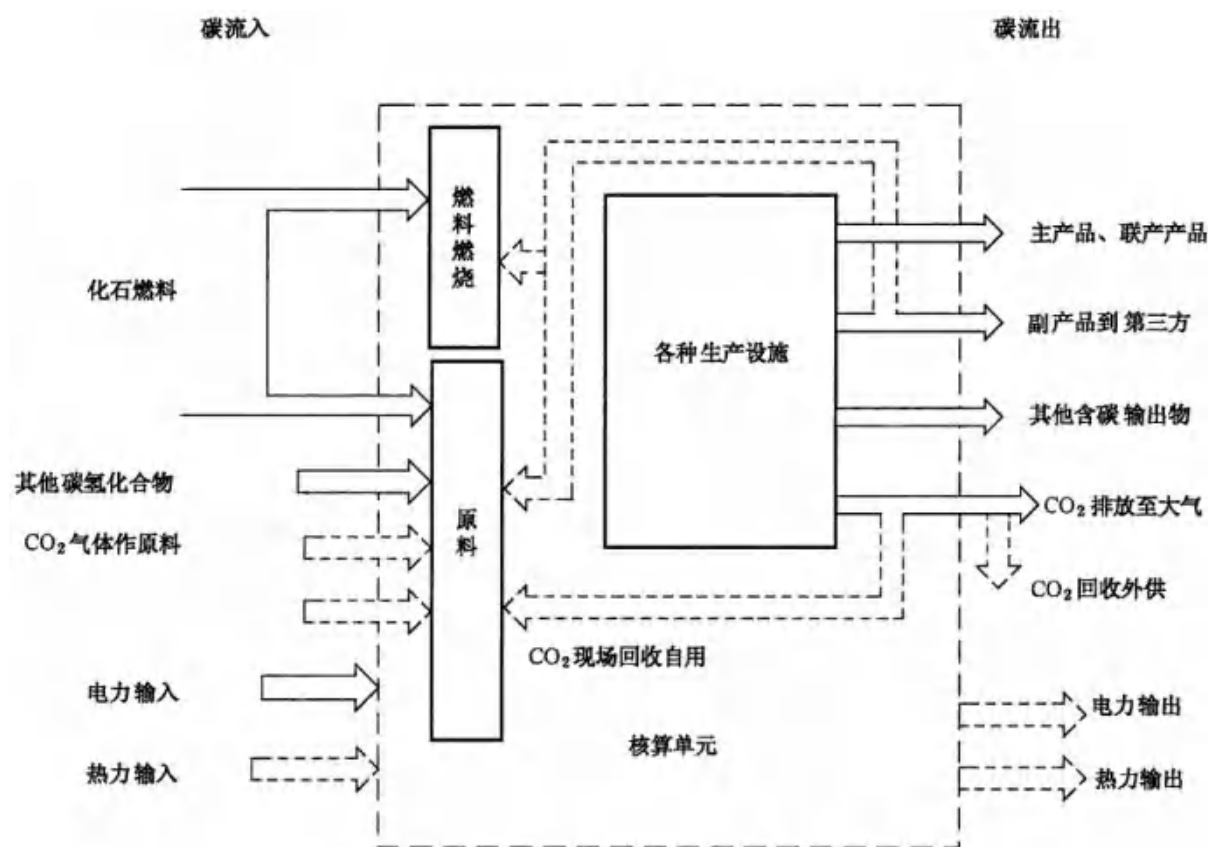 碳流入
碳流出
燃料燃烧
化石燃料
主产品、联产产品
副产品到第三方
各种生产设施
其他含碳输出物
其他碳氢化合物
原料
CO₂排放至大气
CO₂气体作原料
CO₂回收外供
CO₂现场回收自用
电力输入
电力输出
核算单元
热力输入
热力输出